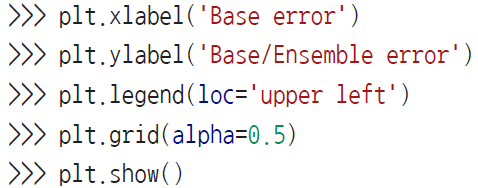 >>> plt.xlabel('Base error')
>>> plt.ylabel('Base/Ensemble error')
>>> plt.legend(loc='upper left')
>>> plt.grid(alpha=0.5)
>>> plt.show()